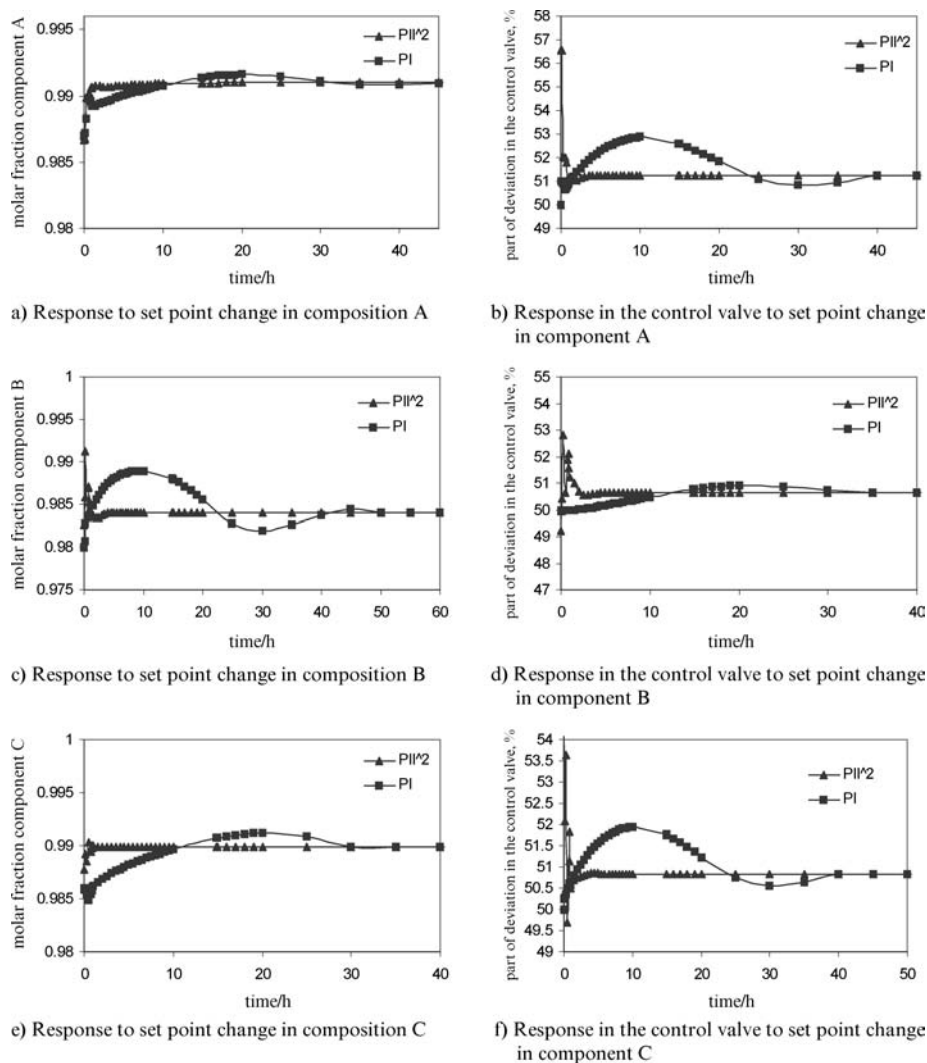 molar fraction component A
0.995
0.99
0.985
0.98
0 10 20 30 40
time/h
PII^2
PI
a) Response to set point change in composition A
part of deviation in the control valve, %
58
57
56
55
54
53
52
51
50
49
0 10 20 30 40
time/h
PII^2
PI
b) Response in the control valve to set point change
in component A
molar fraction component B
1
0.995
0.99
0.985
0.98
0.975
0 10 20 30 40 50 60
time/h
PII^2
PI
c) Response to set point change in composition B
part of deviation in the control valve, %
55
54
53
52
51
50
49
48
47
0 10 20 30 40
time/h
PII^2
PI
d) Response in the control valve to set point change
in component B
molar fraction component C
1
0.995
0.99
0.985
0.98
0 10 20 30 40
time/h
PII^2
PI
e) Response to set point change in composition C
part of deviation in the control valve, %
54
53.5
53
52.5
52
51.5
51
50.5
50
49.5
49
0 10 20 30 40 50
time/h
PII^2
PI
f) Response in the control valve to set point change
in component C